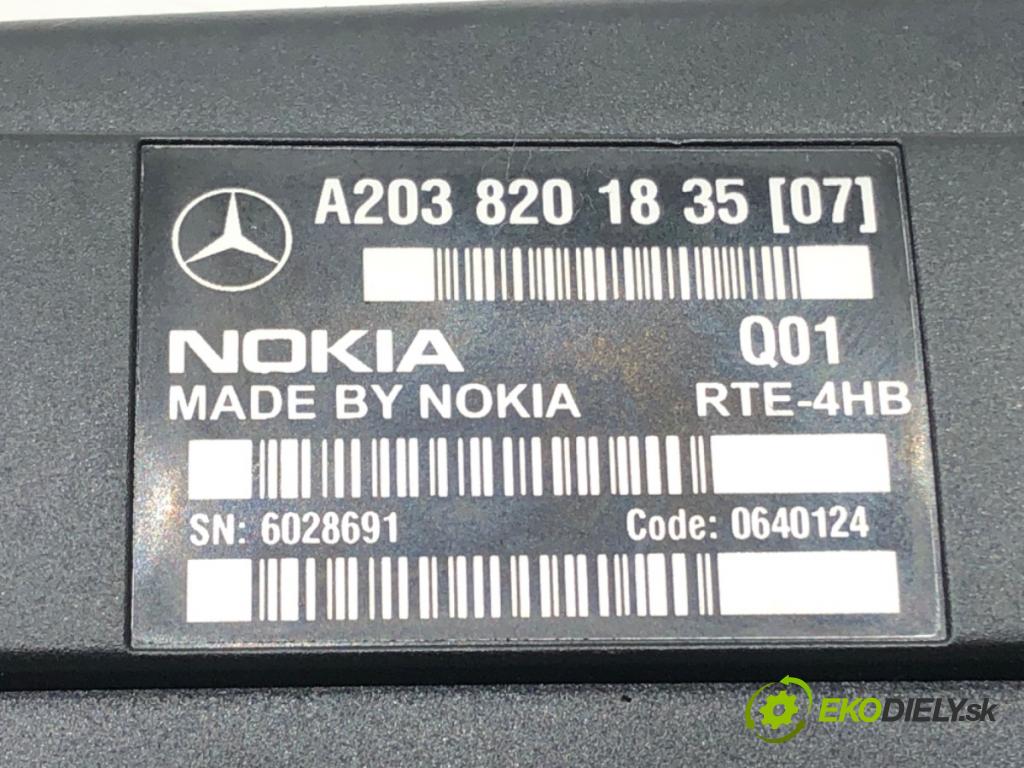 A203 820 18 35 [07]
NOKIA Q01
MADE BY NOKIA RTE-4HB
SN: 6028691 Code: 0640124
EKODIELY.sk